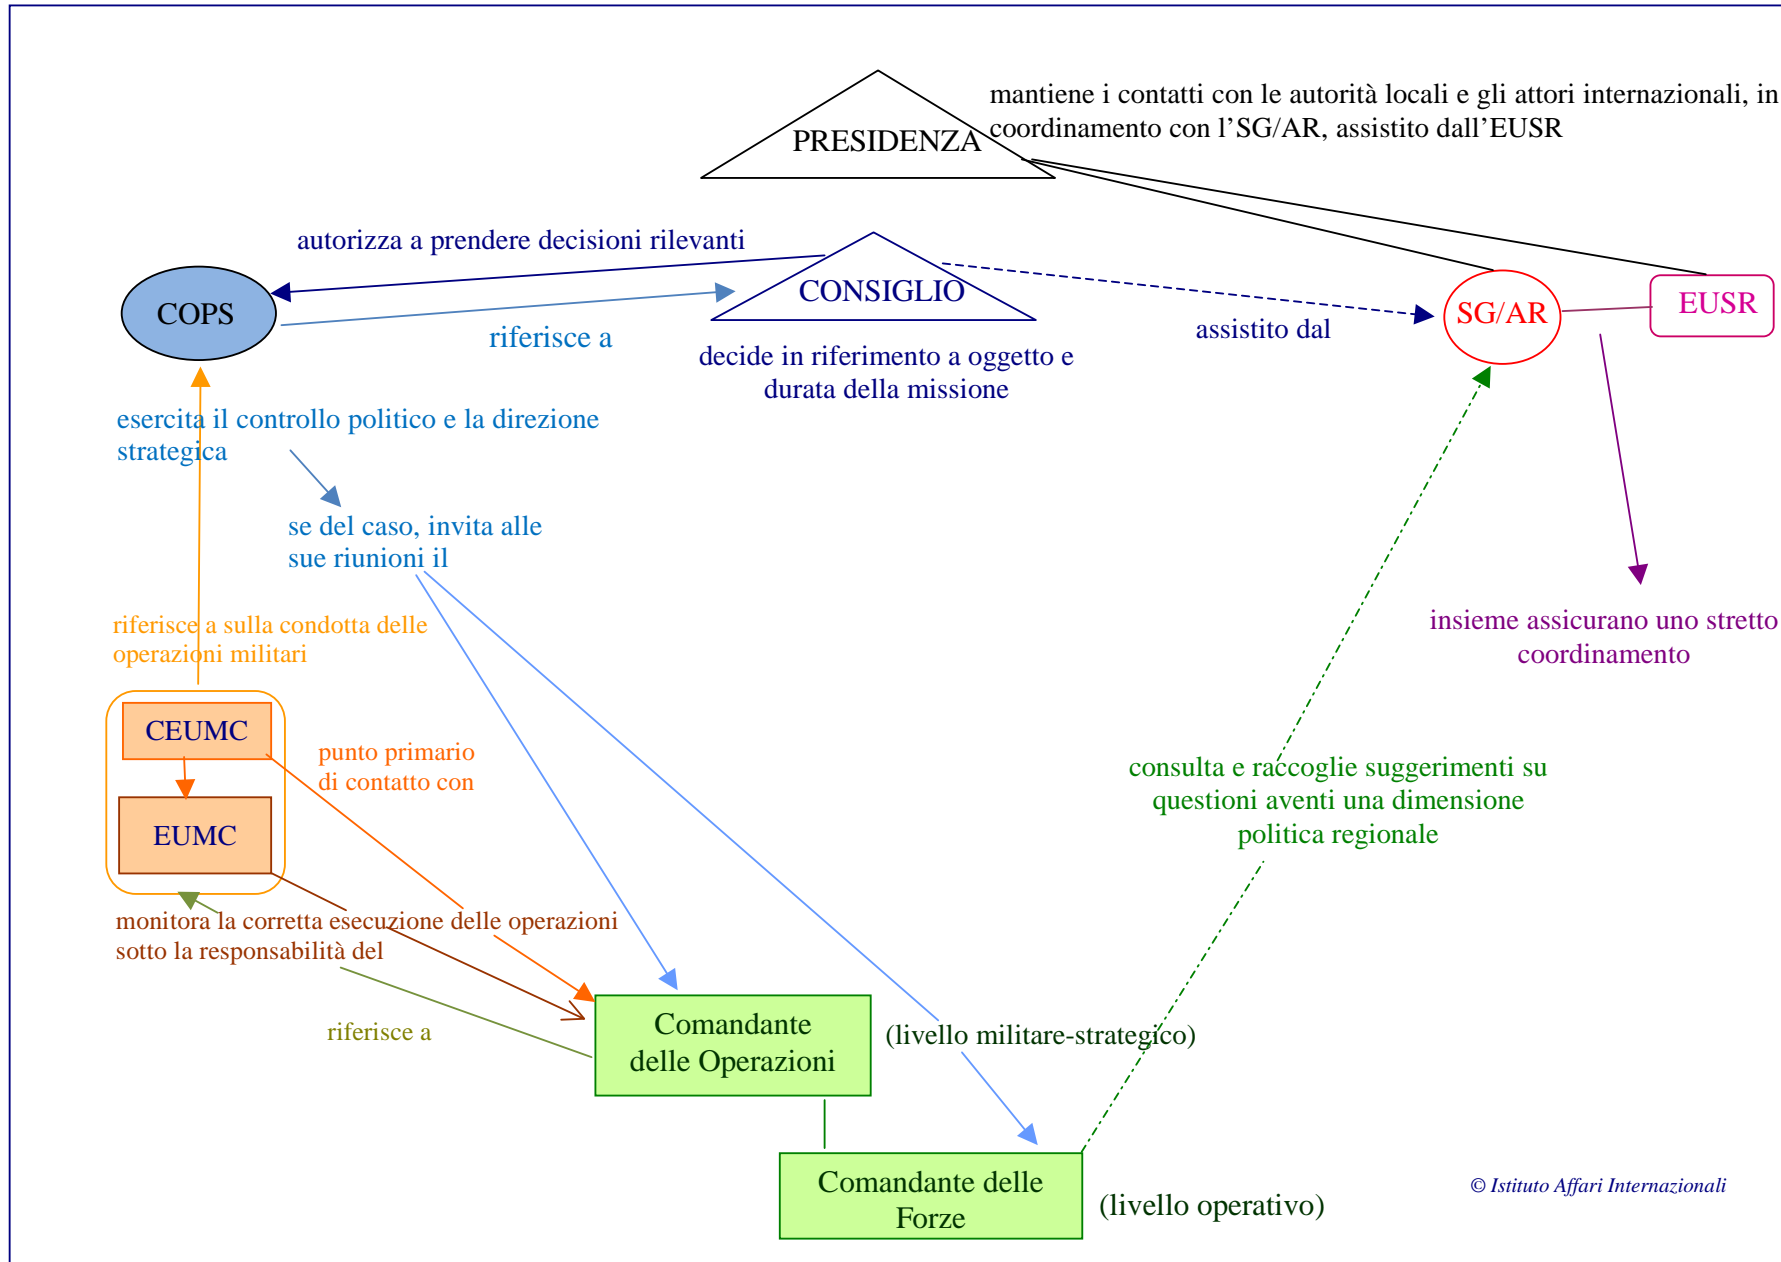 mantiene i contatti con le autorità locali e gli attori internazionali, in
coordinamento con l’SG/AR, assistito dall’EUSR
PRESIDENZA
autorizza a prendere decisioni rilevanti
COPS
CONSIGLIO
SG/AR
EUSR
riferisce a
assistito dal
decide in riferimento a oggetto e
durata della missione
esercita il controllo politico e la direzione
strategica
se del caso, invita alle
sue riunioni il
riferisce a sulla condotta delle
operazioni militari
insieme assicurano uno stretto
coordinamento
CEUMC
punto primario
di contatto con
EUMC
consulta e raccoglie suggerimenti su
questioni aventi una dimensione
politica regionale
monitora la corretta esecuzione delle operazioni
sotto la responsabilità del
riferisce a
Comandante
delle Operazioni
(livello militare-strategico)
Comandante delle
Forze
(livello operativo)
© Istituto Affari Internazionali